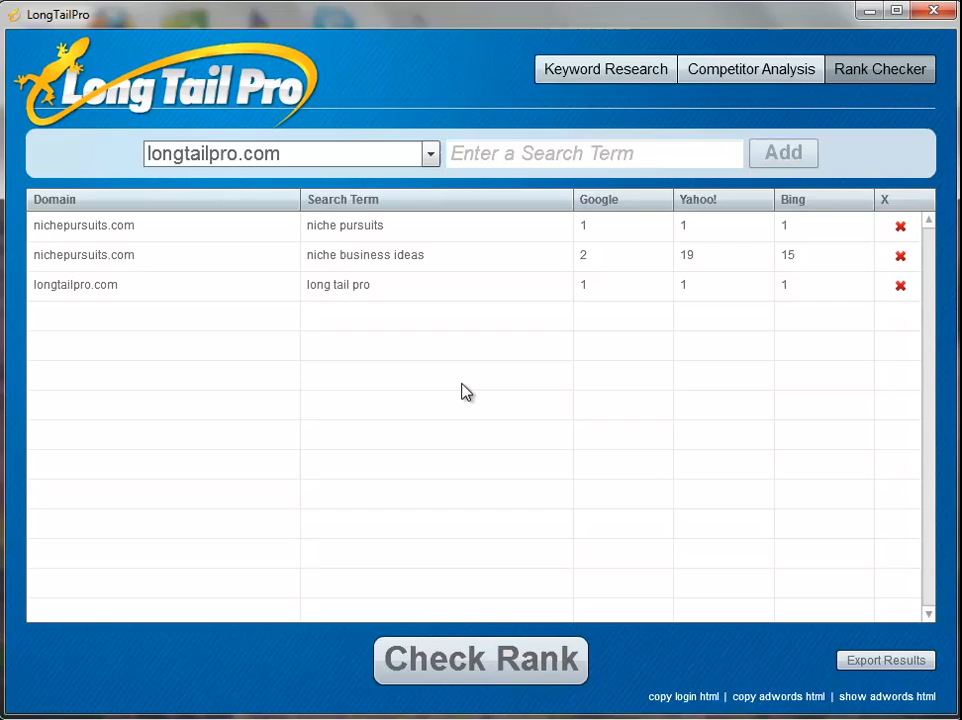 LongTailPro
Long Tail Pro
Keyword Research Competitor Analysis Rank Checker
longtailpro.com Enter a Search Term Add
Domain Search Term Google Yahoo! Bing X
nichepursuits.com niche pursuits 1 1 1
nichepursuits.com niche business ideas 2 19 15
longtailpro.com long tail pro 1 1 1
Check Rank
Export Results
copy login html | copy adwords html | show adwords html